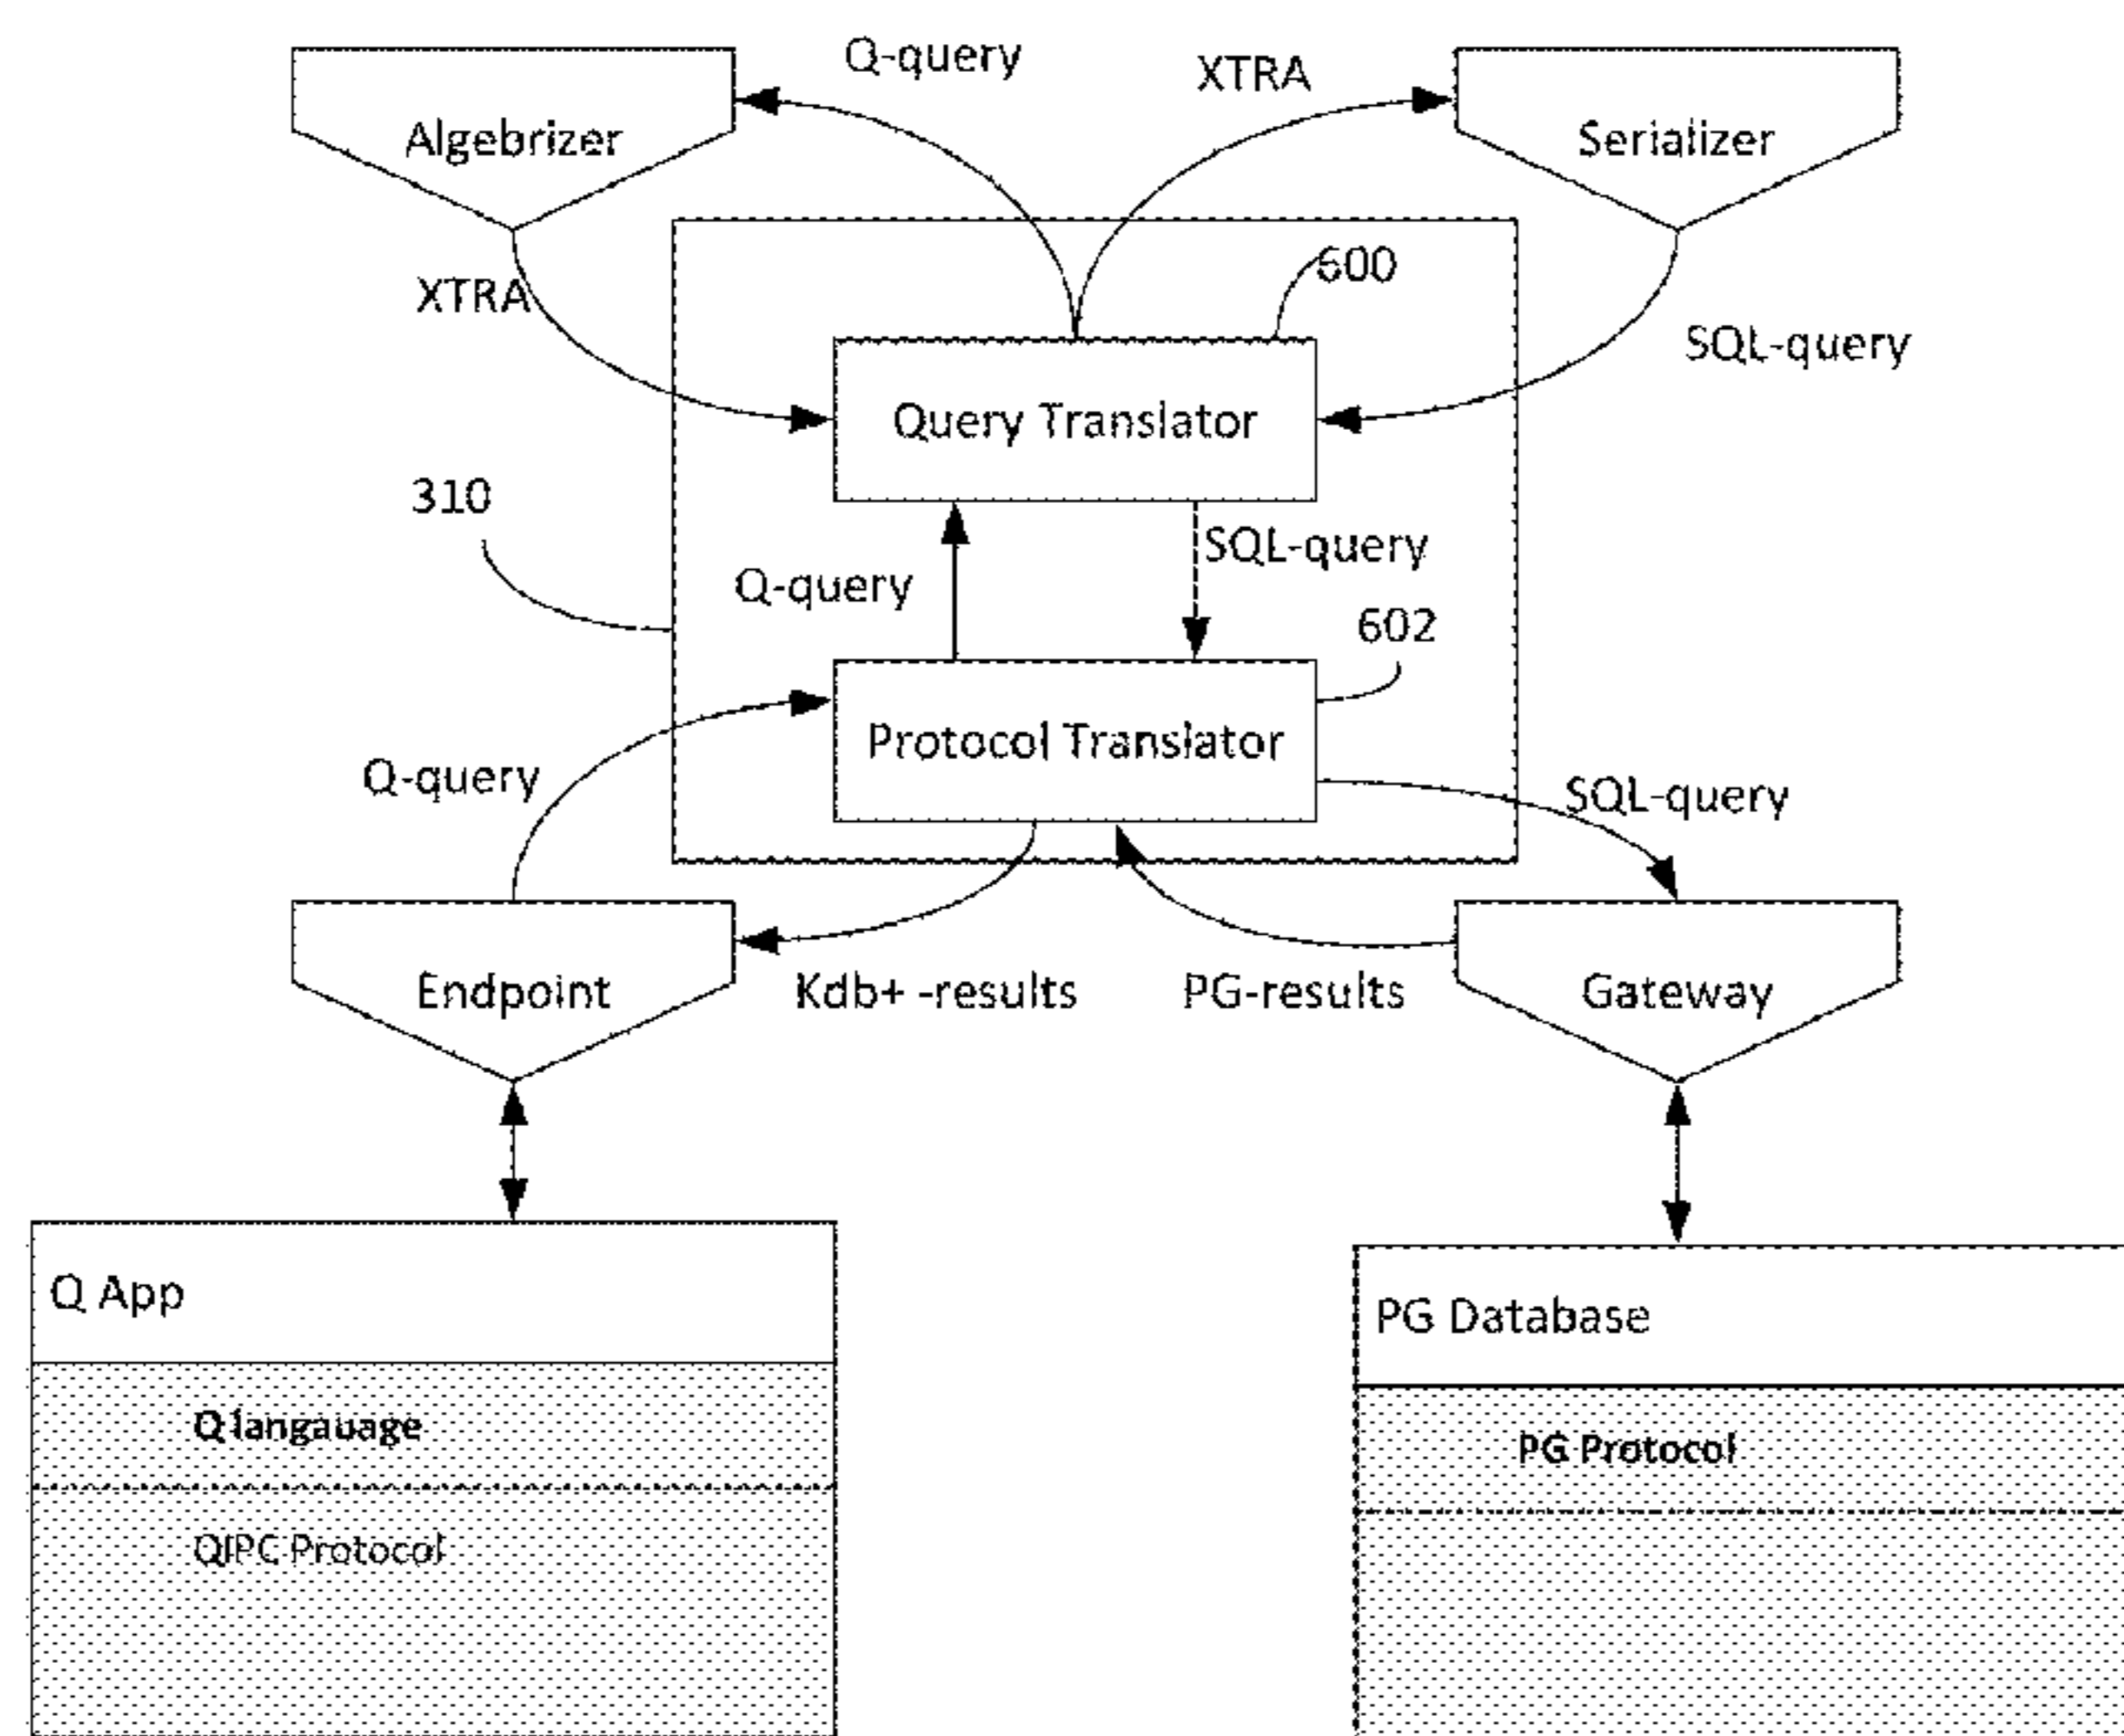 Q-query
XTRA
Algebrizer
Serializer
600
XTRA
SQL-query
Query Translator
310
SQL-query
Q-query
602
Protocol Translator
Q-query
SQL-query
Endpoint
Kdb+ -results
PG-results
Gateway
Q App
PG Database
Q langauage
PG Protocol
QIPC Protocol